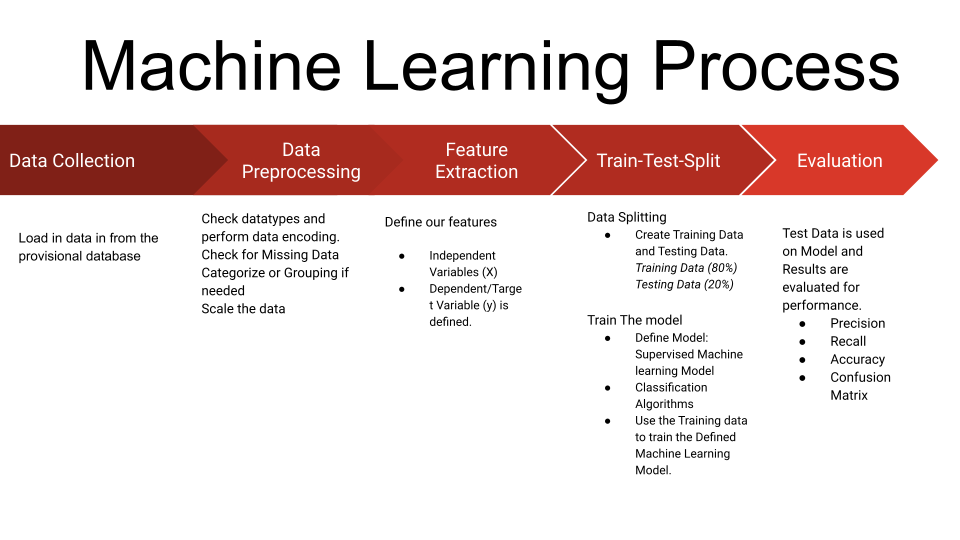 Machine Learning Process
Data Collection
Data
Preprocessing
Feature
Extraction
Train-Test-Split
Evaluation
Load in data in from the
provisional database
Check datatypes and
perform data encoding.
Check for Missing Data
Categorize or Grouping if
needed
Scale the data
Define our features
● Independent
Variables (X)
● Dependent/Targe
t Variable (y) is
defined.
Data Splitting
● Create Training Data
and Testing Data.
Training Data (80%)
Testing Data (20%)
Train The model
● Define Model:
Supervised Machine
learning Model
● Classification
Algorithms
● Use the Training data
to train the Defined
Machine Learning
Model.
Test Data is used
on Model and
Results are
evaluated for
performance.
● Precision
● Recall
● Accuracy
● Confusion
Matrix